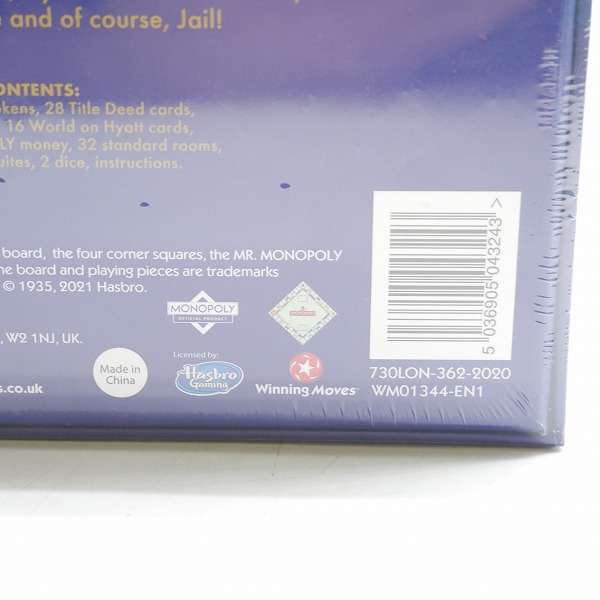 e and of course, Jail!
CONTENTS:
kens, 28 Title Deed cards,
16 World on Hyatt cards,
LY money, 32 standard rooms,
uites, 2 dice, instructions.
board, the four corner squares, the MR. MONOPOLY
he board and playing pieces are trademarks
© 1935, 2021 Hasbro.
MONOPOLY
OFFICIAL PRODUCT
, W2 1NJ, UK.
Made in
China
Licensed by:
Hasbro
Gaming
Winning Moves
s.co.uk
5 036905 043243 >
730LON-362-2020
WM01344-EN1